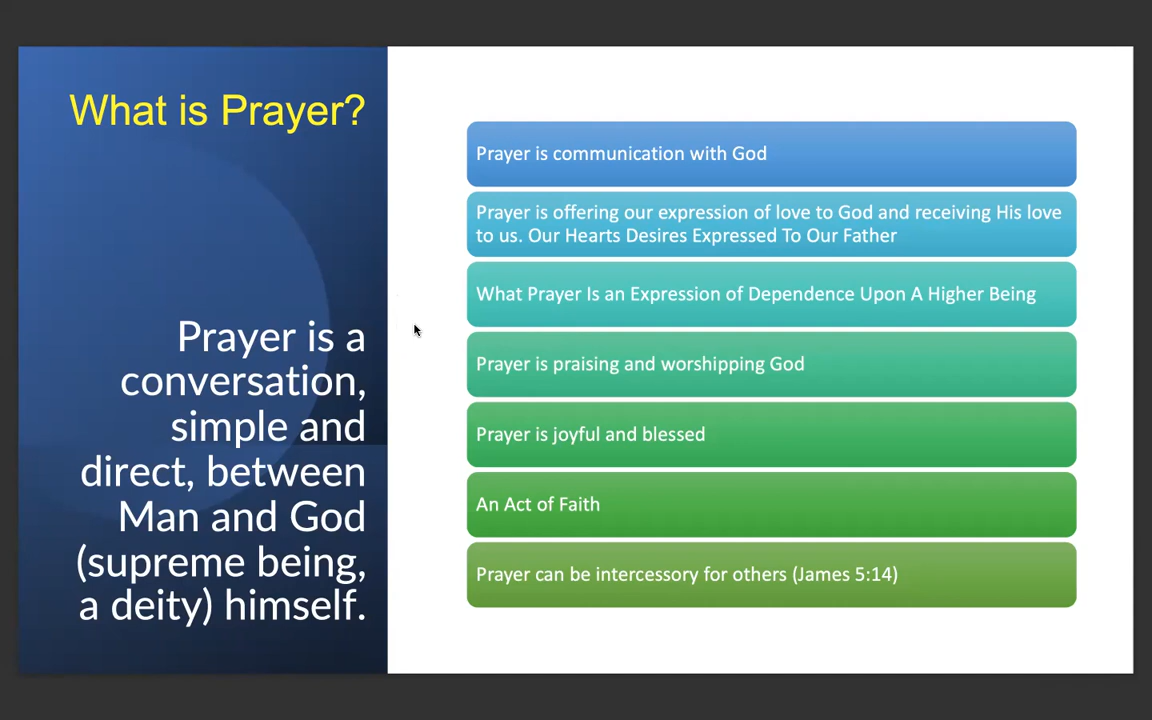 What is Prayer?
Prayer is a
conversation,
simple and
direct, between
Man and God
(supreme being,
a deity) himself.
Prayer is communication with God
Prayer is offering our expression of love to God and receiving His love
to us. Our Hearts Desires Expressed To Our Father
What Prayer Is an Expression of Dependence Upon A Higher Being
Prayer is praising and worshipping God
Prayer is joyful and blessed
An Act of Faith
Prayer can be intercessory for others (James 5:14)